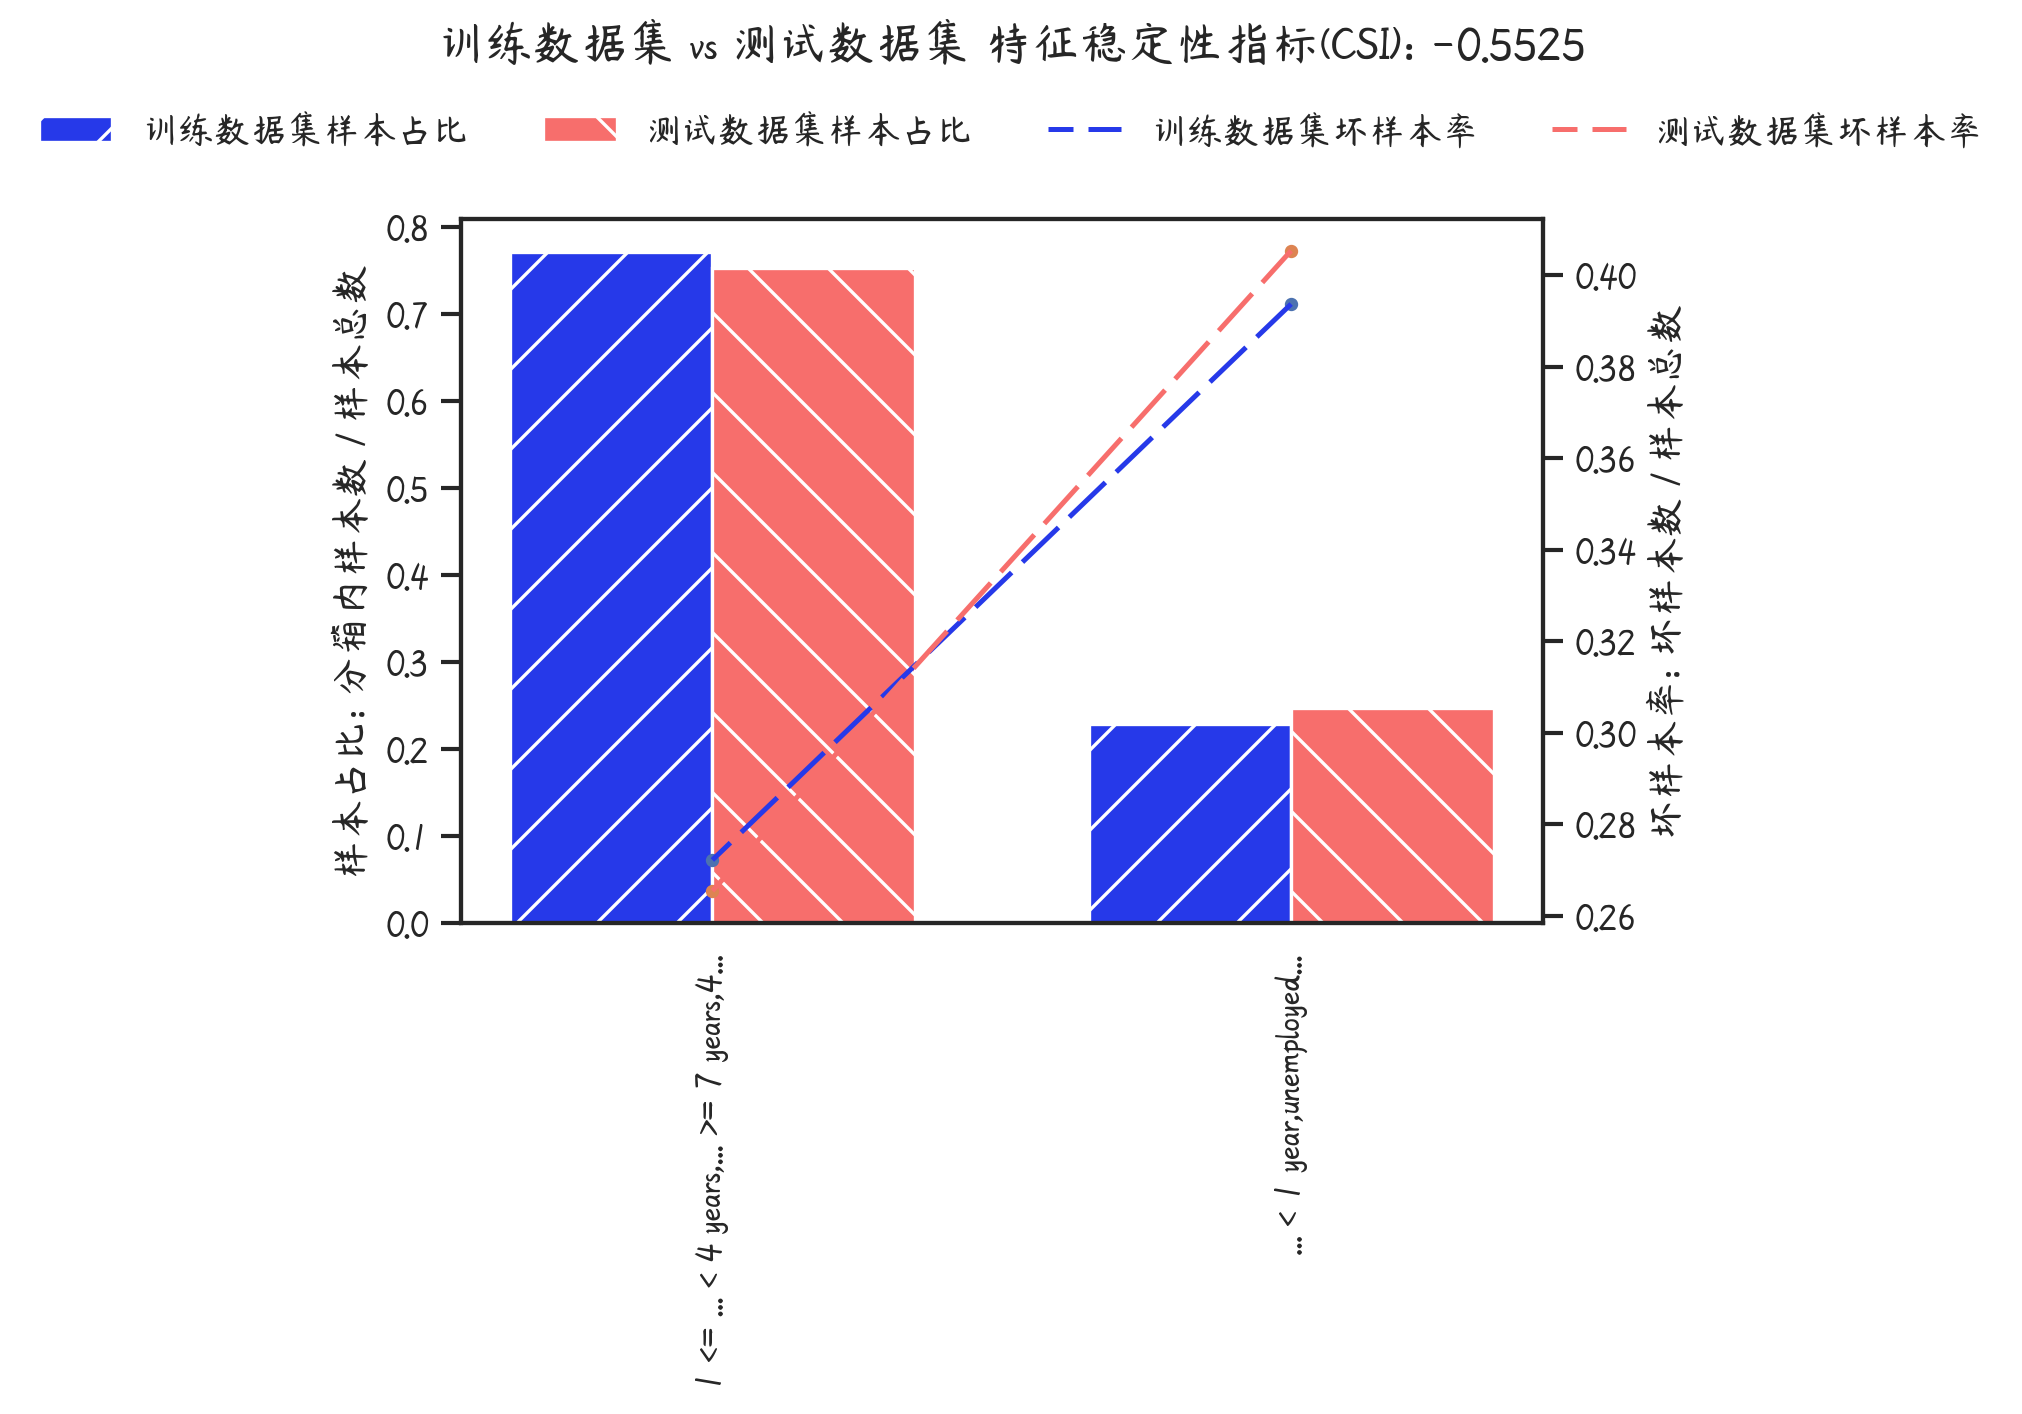 训练数据集 vs 测试数据集 特征稳定性指标(CSI): -0.5525
训练数据集样本占比 测试数据集样本占比 训练数据集坏样本率 测试数据集坏样本率
样本占比: 分箱内样本数 / 样本总数
0.8
0.7
0.6
0.5
0.4
0.3
0.2
0.1
0.0
0.40
0.38
0.36
0.34
0.32
0.30
0.28
0.26
坏样本率: 坏样本数 / 样本总数
1 <= ... < 4 years,... >= 7 years,4...
... < 1 year,unemployed...